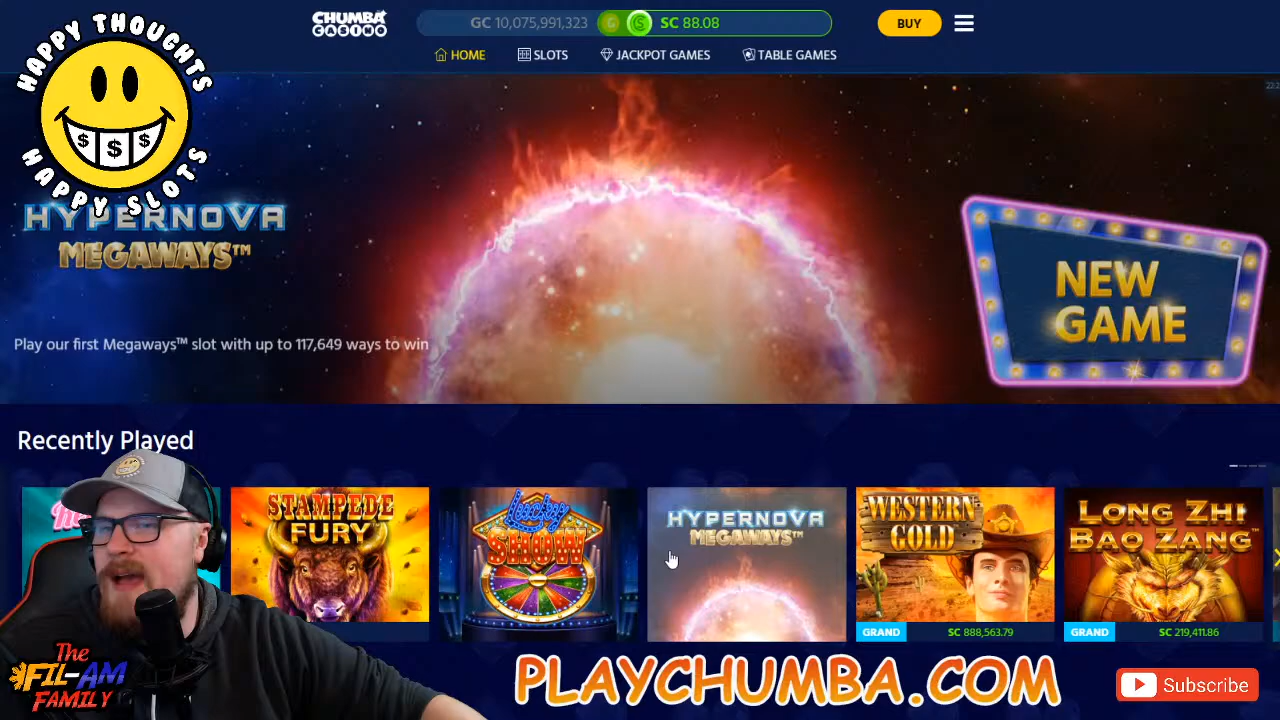 HAPPY THOUGHTS
$ $ $
HAPPY SLOTS
CHUMBA
CASINO
GC 10,075,991,323 G S SC 88.08
BUY
HOME SLOTS JACKPOT GAMES TABLE GAMES
HYPERNOVA
MEGAWAYS™
Play our first Megaways™ slot with up to 117,649 ways to win
NEW
GAME
Recently Played
STAMPEDE
FURY
Lucky
SHOW
HYPERNOVA
MEGAWAYS™
WESTERN
GOLD
GRAND SC 888,563.79
LONG ZHI
BAO ZANG™
GRAND SC 219,411.86
The
FIL-AM
FAMILY
PLAYCHUMBA.COM
Subscribe